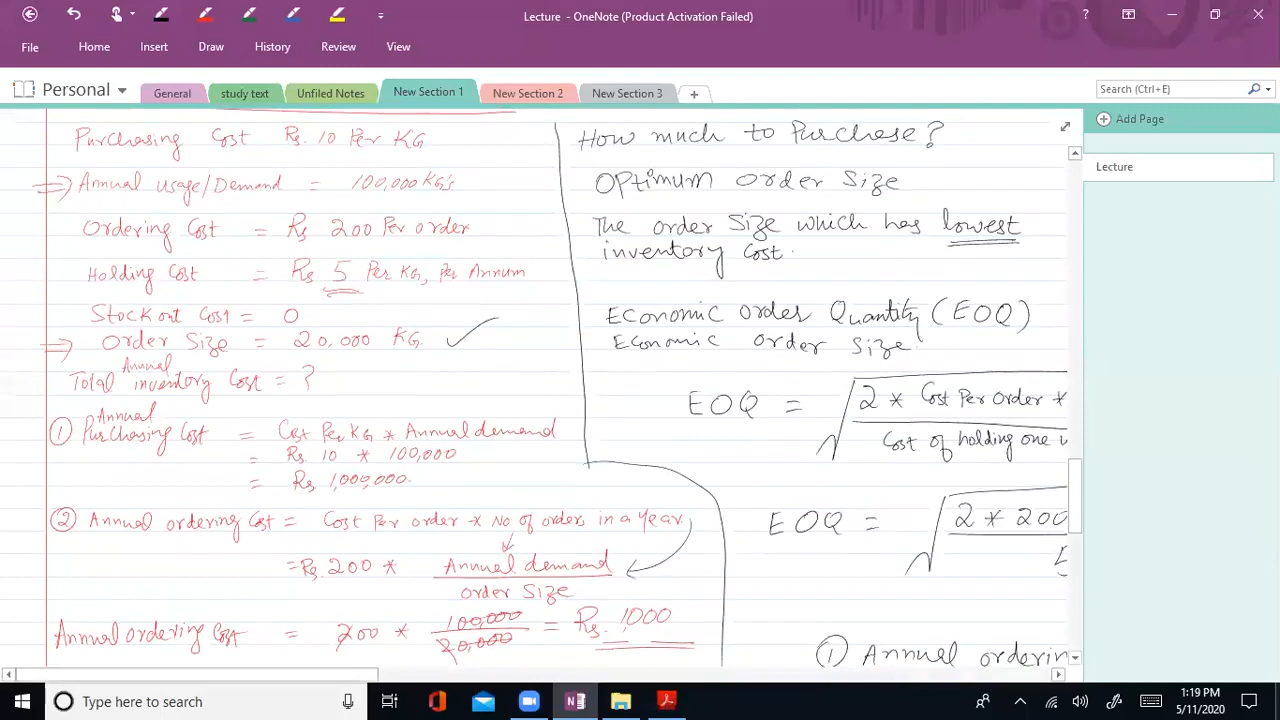 Lecture - OneNote (Product Activation Failed)
File Home Insert Draw History Review View
Personal General study text Unfiled Notes New Section 1 New Section 2 New Section 3
Search (Ctrl+E)
Add Page
Lecture
Purchasing Cost Rs. 10 Per KG
Annual Usage/Demand = 100,000 KG's
Ordering Cost = Rs 200 Per order
Holding Cost = Rs 5 Per KG, Per Annum
Stock out Cost = 0
Order Size = 20,000 KG.
Annual
Total inventory Cost = ?
Annual
① Purchasing Cost = Cost Per KG * Annual demand
= Rs. 10 * 100,000
= Rs. 1,000,000.
② Annual ordering Cost = Cost Per order * No of orders in a year
= Rs. 200 * Annual demand
order Size
Annual ordering Cost = 200 * 100,000 = Rs. 1000
20,000
How much to Purchase?
Optimum order Size
The order Size which has lowest
inventory Cost.
Economic order Quantity (EOQ)
Economic order Size.
EOQ = √ 2 * Cost Per Order *
Cost of holding one u
EOQ = √ 2 * 200
5
① Annual ordering
Type here to search
1:19 PM
5/11/2020